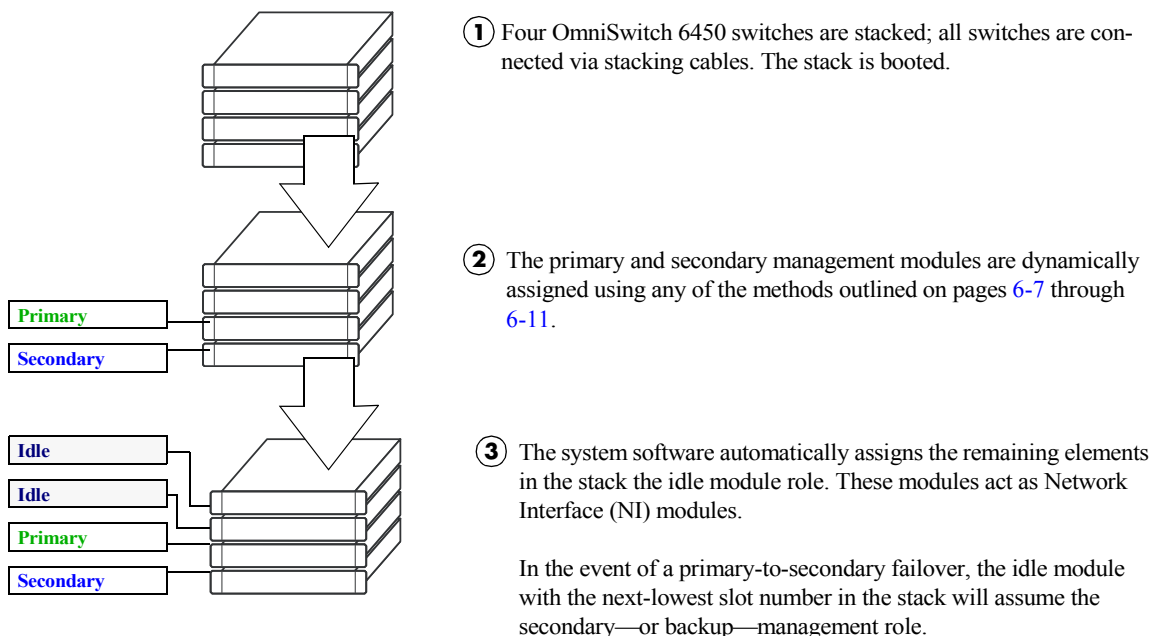 1 Four OmniSwitch 6450 switches are stacked; all switches are con-
nected via stacking cables. The stack is booted.
2 The primary and secondary management modules are dynamically
assigned using any of the methods outlined on pages 6-7 through
6-11.
Primary
Secondary
3 The system software automatically assigns the remaining elements
in the stack the idle module role. These modules act as Network
Interface (NI) modules.
In the event of a primary-to-secondary failover, the idle module
with the next-lowest slot number in the stack will assume the
secondary—or backup—management role.
Idle
Idle
Primary
Secondary